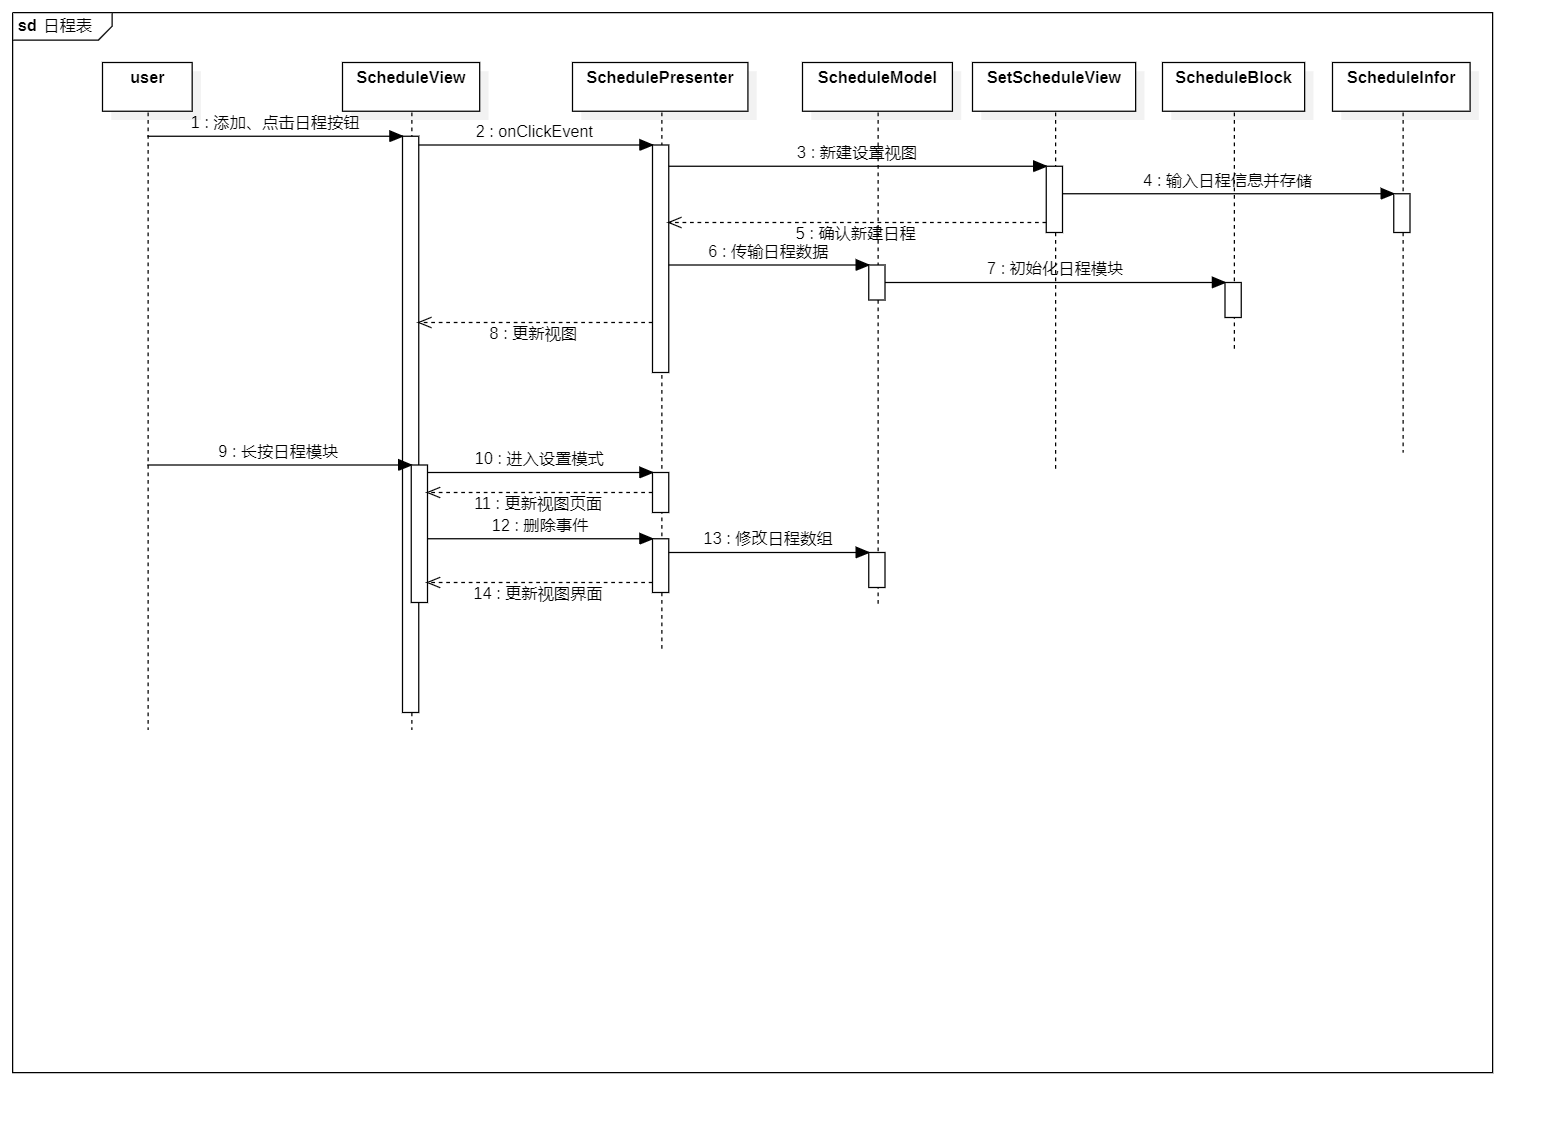 sd 日程表
user
ScheduleView
SchedulePresenter
ScheduleModel
SetScheduleView
ScheduleBlock
ScheduleInfor
1 : 添加、点击日程按钮
2 : onClickEvent
3 : 新建设置视图
4 : 输入日程信息并存储
5 : 确认新建日程
6 : 传输日程数据
7 : 初始化日程模块
8 : 更新视图
9 : 长按日程模块
10 : 进入设置模式
11 : 更新视图页面
12 : 删除事件
13 : 修改日程数组
14 : 更新视图界面